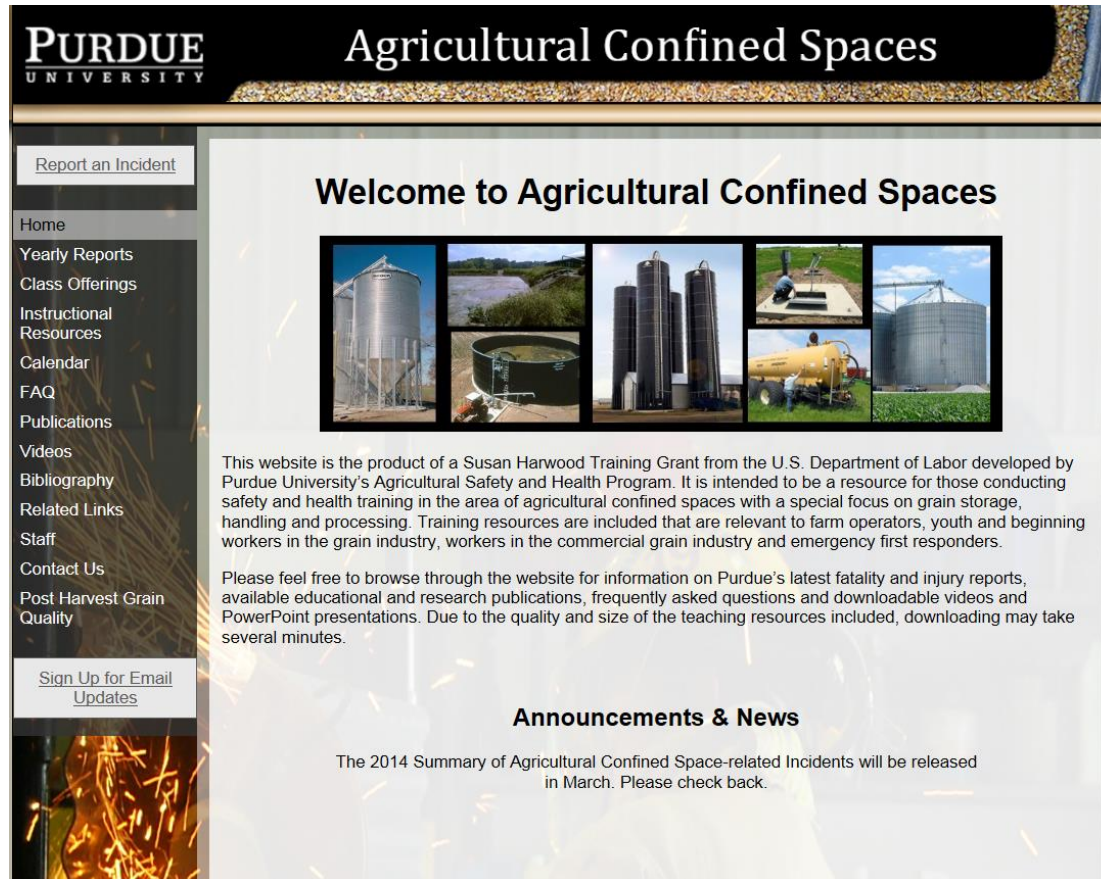 PURDUE
UNIVERSITY
Agricultural Confined Spaces
Report an Incident
Home
Yearly Reports
Class Offerings
Instructional
Resources
Calendar
FAQ
Publications
Videos
Bibliography
Related Links
Staff
Contact Us
Post Harvest Grain
Quality
Sign Up for Email
Updates
Welcome to Agricultural Confined Spaces
This website is the product of a Susan Harwood Training Grant from the U.S. Department of Labor developed by
Purdue University's Agricultural Safety and Health Program. It is intended to be a resource for those conducting
safety and health training in the area of agricultural confined spaces with a special focus on grain storage,
handling and processing. Training resources are included that are relevant to farm operators, youth and beginning
workers in the grain industry, workers in the commercial grain industry and emergency first responders.
Please feel free to browse through the website for information on Purdue's latest fatality and injury reports,
available educational and research publications, frequently asked questions and downloadable videos and
PowerPoint presentations. Due to the quality and size of the teaching resources included, downloading may take
several minutes.
Announcements & News
The 2014 Summary of Agricultural Confined Space-related Incidents will be released
in March. Please check back.